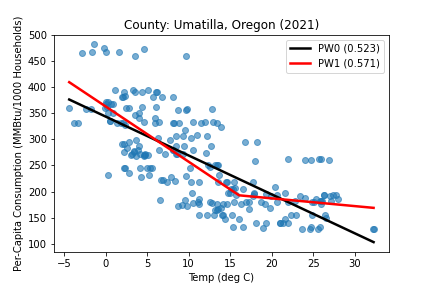 County: Umatilla, Oregon (2021)
Per-Capita Consumption (MMBtu/1000 Households)
500
450
400
350
300
250
200
150
100
PW0 (0.523)
PW1 (0.571)
−5 0 5 10 15 20 25 30
Temp (deg C)